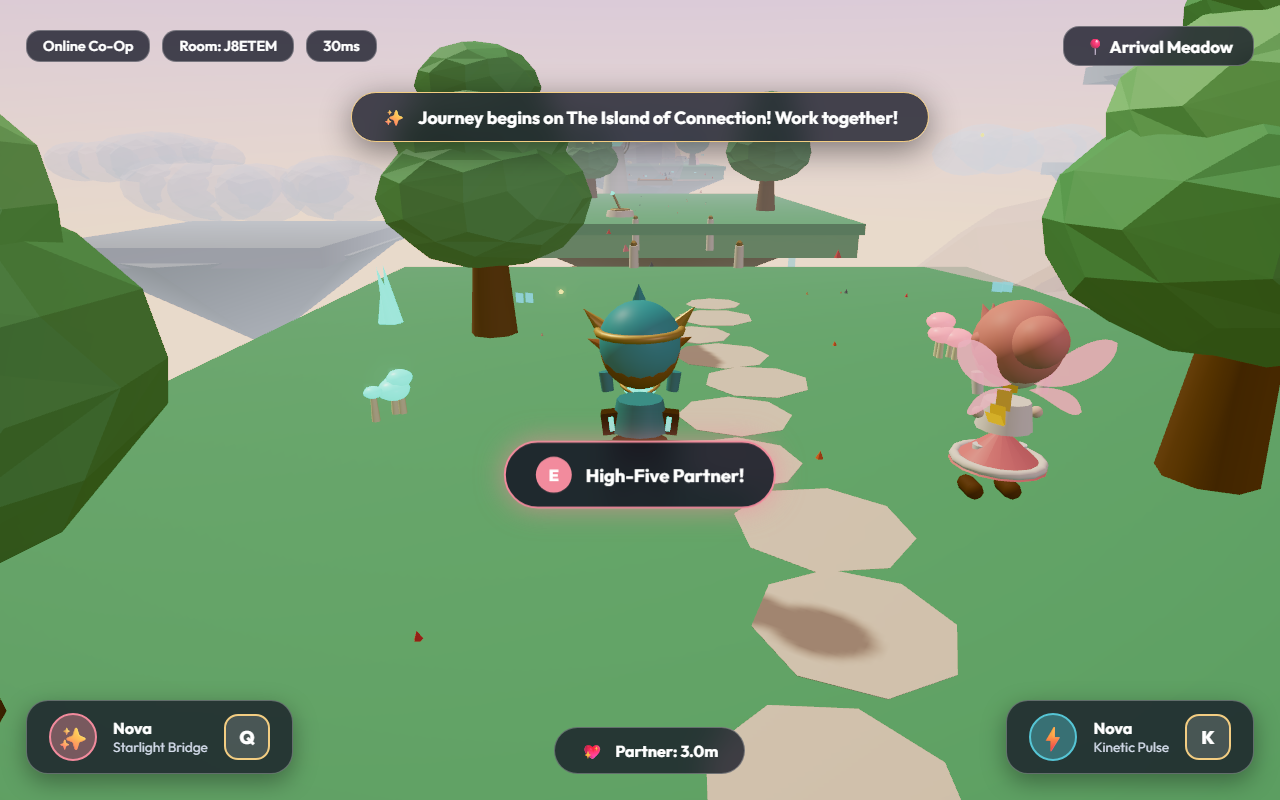 Online Co-Op
Room: J8ETEM
30ms
Arrival Meadow
Journey begins on The Island of Connection! Work together!
E
High-Five Partner!
Nova
Starlight Bridge
Q
Partner: 3.0m
Nova
Kinetic Pulse
K